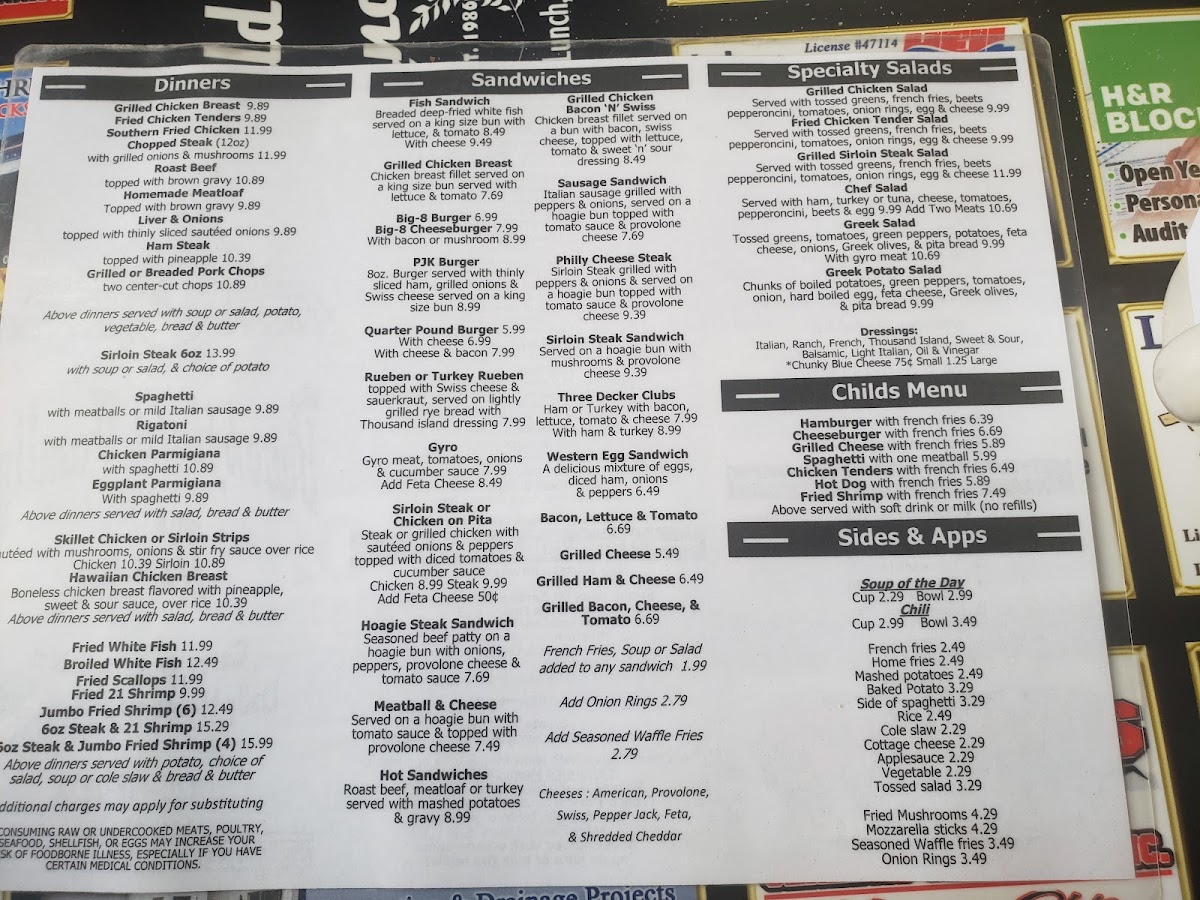 Dinners
Grilled Chicken Breast 9.89
Fried Chicken Tenders 9.89
Southern Fried Chicken 11.99
Chopped Steak (12oz)
with grilled onions & mushrooms 11.99
Roast Beef
topped with brown gravy 10.89
Homemade Meatloaf
Topped with brown gravy 9.89
Liver & Onions
topped with thinly sliced sautéed onions 9.89
Ham Steak
topped with pineapple 10.39
Grilled or Breaded Pork Chops
two center-cut chops 10.89
Above dinners served with soup or salad, potato,
vegetable, bread & butter
Sirloin Steak 6oz 13.99
with soup or salad, & choice of potato
Spaghetti
with meatballs or mild Italian sausage 9.89
Rigatoni
with meatballs or mild Italian sausage 9.89
Chicken Parmigiana
with spaghetti 10.89
Eggplant Parmigiana
With spaghetti 9.89
Above dinners served with salad, bread & butter
Skillet Chicken or Sirloin Strips
utéed with mushrooms, onions & stir fry sauce over rice
Chicken 10.39 Sirloin 10.89
Hawaiian Chicken Breast
Boneless chicken breast flavored with pineapple,
sweet & sour sauce, over rice 10.39
Above dinners served with salad, bread & butter
Fried White Fish 11.99
Broiled White Fish 12.49
Fried Scallops 11.99
Fried 21 Shrimp 9.99
Jumbo Fried Shrimp (6) 12.49
6oz Steak & 21 Shrimp 15.29
6oz Steak & Jumbo Fried Shrimp (4) 15.99
Above dinners served with potato, choice of
salad, soup or cole slaw & bread & butter
dditional charges may apply for substituting
CONSUMING RAW OR UNDERCOOKED MEATS, POULTRY,
SEAFOOD, SHELLFISH, OR EGGS MAY INCREASE YOUR
SK OF FOODBORNE ILLNESS, ESPECIALLY IF YOU HAVE
CERTAIN MEDICAL CONDITIONS.
Sandwiches
Fish Sandwich
Breaded deep-fried white fish
served on a king size bun with
lettuce, & tomato 8.49
With cheese 9.49
Grilled Chicken Breast
Chicken breast fillet served on
a king size bun served with
lettuce & tomato 7.69
Big-8 Burger 6.99
Big-8 Cheeseburger 7.99
With bacon or mushroom 8.99
PJK Burger
8oz. Burger served with thinly
sliced ham, grilled onions &
Swiss cheese served on a king
size bun 8.99
Quarter Pound Burger 5.99
With cheese 6.99
With cheese & bacon 7.99
Rueben or Turkey Rueben
topped with Swiss cheese &
sauerkraut, served on lightly
grilled rye bread with
Thousand island dressing 7.99
Gyro
Gyro meat, tomatoes, onions
& cucumber sauce 7.99
Add Feta Cheese 8.49
Sirloin Steak or
Chicken on Pita
Steak or grilled chicken with
sautéed onions & peppers
topped with diced tomatoes &
cucumber sauce
Chicken 8.99 Steak 9.99
Add Feta Cheese 50¢
Hoagie Steak Sandwich
Seasoned beef patty on a
hoagie bun with onions,
peppers, provolone cheese &
tomato sauce 7.69
Meatball & Cheese
Served on a hoagie bun with
tomato sauce & topped with
provolone cheese 7.49
Hot Sandwiches
Roast beef, meatloaf or turkey
served with mashed potatoes
& gravy 8.99
Grilled Chicken
Bacon 'N' Swiss
Chicken breast fillet served on
a bun with bacon, swiss
cheese, topped with lettuce,
tomato & sweet 'n' sour
dressing 8.49
Sausage Sandwich
Italian sausage grilled with
peppers & onions, served on a
hoagie bun topped with
tomato sauce & provolone
cheese 7.69
Philly Cheese Steak
Sirloin Steak grilled with
peppers & onions & served on
a hoagie bun topped with
tomato sauce & provolone
cheese 9.39
Sirloin Steak Sandwich
Served on a hoagie bun with
mushrooms & provolone
cheese 9.39
Three Decker Clubs
Ham or Turkey with bacon,
lettuce, tomato & cheese 7.99
With ham & turkey 8.99
Western Egg Sandwich
A delicious mixture of eggs,
diced ham, onions
& peppers 6.49
Bacon, Lettuce & Tomato
6.69
Grilled Cheese 5.49
Grilled Ham & Cheese 6.49
Grilled Bacon, Cheese, &
Tomato 6.69
French Fries, Soup or Salad
added to any sandwich 1.99
Add Onion Rings 2.79
Add Seasoned Waffle Fries
2.79
Cheeses : American, Provolone,
Swiss, Pepper Jack, Feta,
& Shredded Cheddar
Specialty Salads
Grilled Chicken Salad
Served with tossed greens, french fries, beets
pepperoncini, tomatoes, onion rings, egg & cheese 9.99
Fried Chicken Tender Salad
Served with tossed greens, french fries, beets
pepperoncini, tomatoes, onion rings, egg & cheese 9.99
Grilled Sirloin Steak Salad
Served with tossed greens, french fries, beets
pepperoncini, tomatoes, onion rings, egg & cheese 11.99
Chef Salad
Served with ham, turkey or tuna, cheese, tomatoes,
pepperoncini, beets & egg 9.99 Add Two Meats 10.69
Greek Salad
Tossed greens, tomatoes, green peppers, potatoes, feta
cheese, onions, Greek olives, & pita bread 9.99
With gyro meat 10.69
Greek Potato Salad
Chunks of boiled potatoes, green peppers, tomatoes,
onion, hard boiled egg, feta cheese, Greek olives,
& pita bread 9.99
Dressings:
Italian, Ranch, French, Thousand Island, Sweet & Sour,
Balsamic, Light Italian, Oil & Vinegar
*Chunky Blue Cheese 75¢ Small 1.25 Large
Childs Menu
Hamburger with french fries 6.39
Cheeseburger with french fries 6.69
Grilled Cheese with french fries 5.89
Spaghetti with one meatball 5.99
Chicken Tenders with french fries 6.49
Hot Dog with french fries 5.89
Fried Shrimp with french fries 7.49
Above served with soft drink or milk (no refills)
Sides & Apps
Soup of the Day
Cup 2.29 Bowl 2.99
Chili
Cup 2.99 Bowl 3.49
French fries 2.49
Home fries 2.49
Mashed potatoes 2.49
Baked Potato 3.29
Side of spaghetti 3.29
Rice 2.49
Cole slaw 2.29
Cottage cheese 2.29
Applesauce 2.29
Vegetable 2.29
Tossed salad 3.29
Fried Mushrooms 4.29
Mozzarella sticks 4.29
Seasoned Waffle fries 3.49
Onion Rings 3.49
License #47114
H&R
BLOC
Open Ye
Persona
Audit
1986
Lunch,
& Drainage Projects